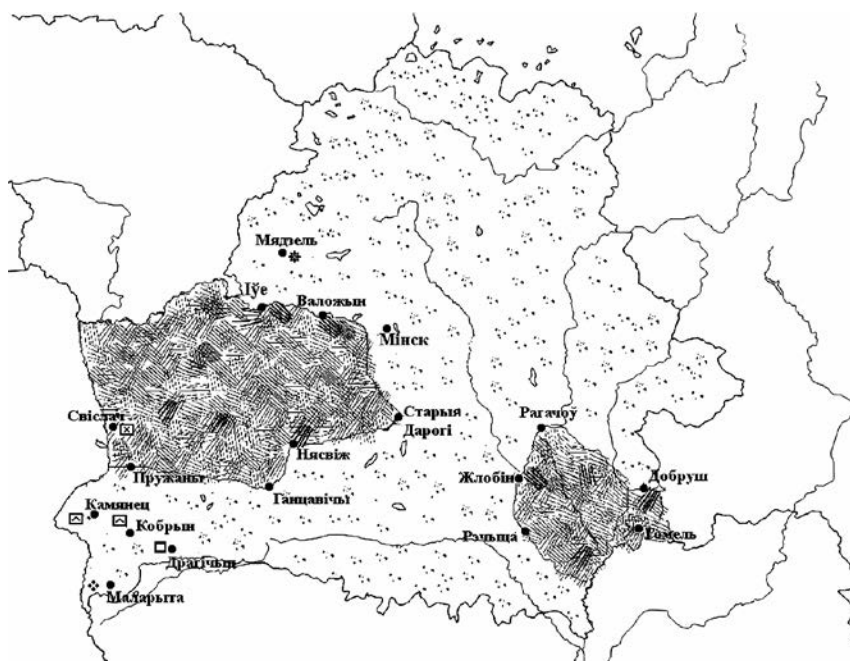 Мядзель
Іўе
Валожын
Мінск
Свіслач
Старыя
Дарогі
Рагачоў
Нясвіж
Пружаны
Ганцавічы
Жлобін
Добруш
Камянец
Кобрын
Рэчыца
Гомель
Драгічын
Маларыта